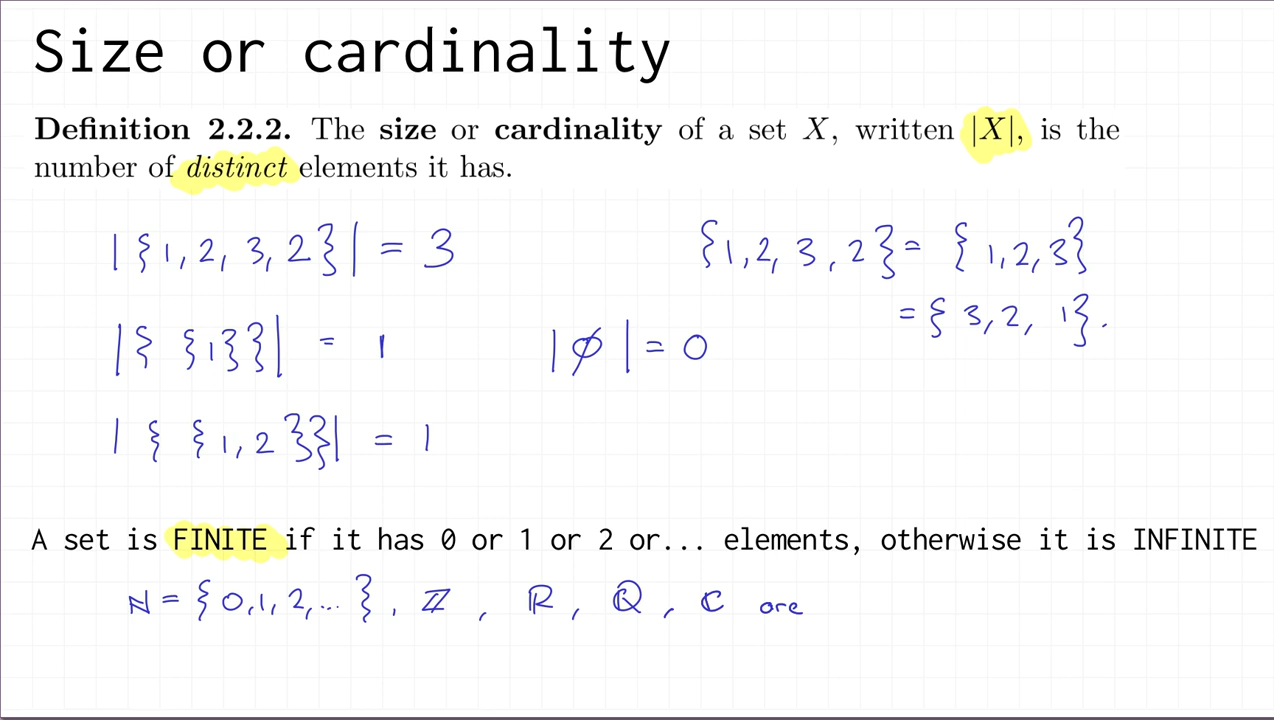 Size or cardinality
Definition 2.2.2. The size or cardinality of a set X, written |X|, is the
number of distinct elements it has.
|{1, 2, 3, 2}| = 3
{1, 2, 3, 2} = {1, 2, 3}
= {3, 2, 1}.
|{ {1}}| = 1
|∅| = 0
|{ {1, 2}}| = 1
A set is FINITE if it has 0 or 1 or 2 or... elements, otherwise it is INFINITE
ℕ = {0, 1, 2, ...}, ℤ, ℝ, ℚ, ℂ are